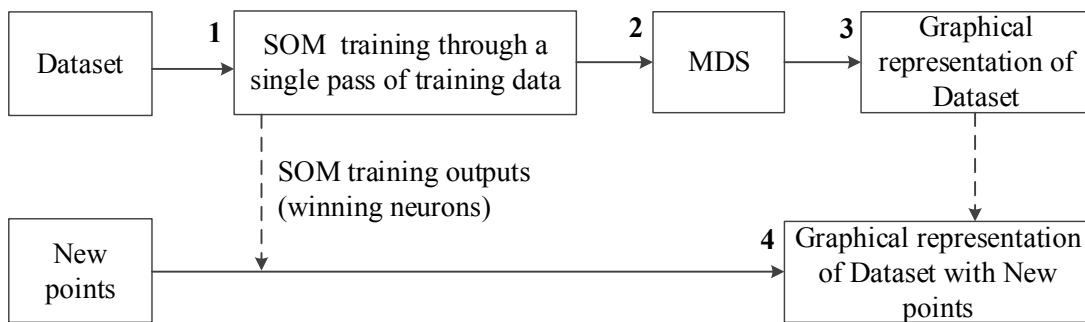 1
2
3
Dataset
SOM training through a
single pass of training data
MDS
Graphical
representation of
Dataset
SOM training outputs
(winning neurons)
New
points
4
Graphical representation
of Dataset with New
points